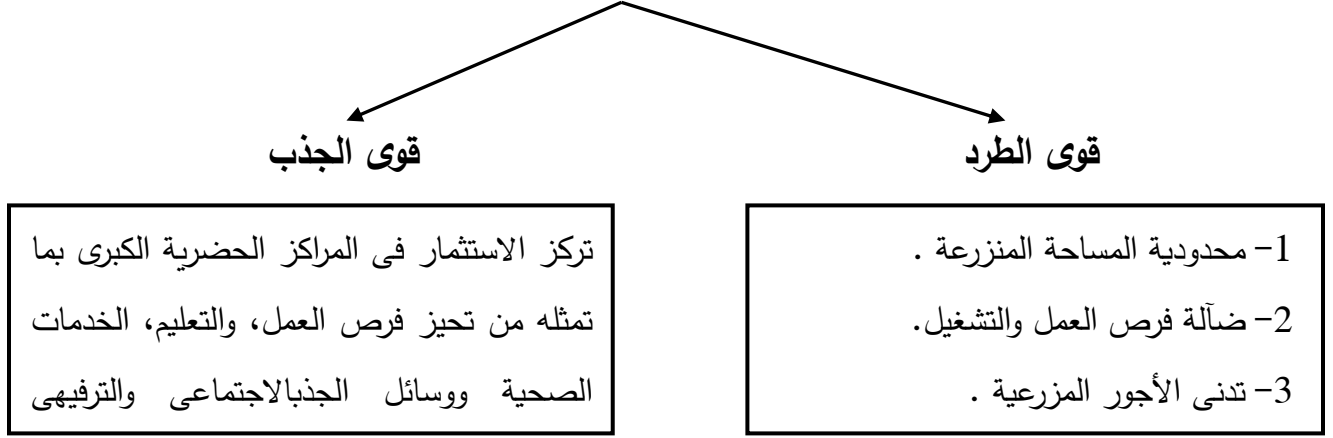 قوى الطرد
قوى الجذب
1- محدودية المساحة المنزرعة .
2- ضآلة فرص العمل والتشغيل.
3- تدنى الأجور المزرعية .
تركز الاستثمار فى المراكز الحضرية الكبرى بما
تمثله من تحيز فرص العمل، والتعليم، الخدمات
الصحية ووسائل الجذبالاجتماعى والترفيهى